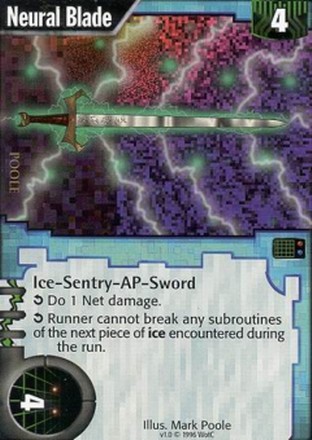 Neural Blade
4
POOLE
Ice-Sentry-AP-Sword
Do 1 Net damage.
Runner cannot break any subroutines
of the next piece of ice encountered during
the run.
4
Illus. Mark Poole
v1.0 © 1996 WotC